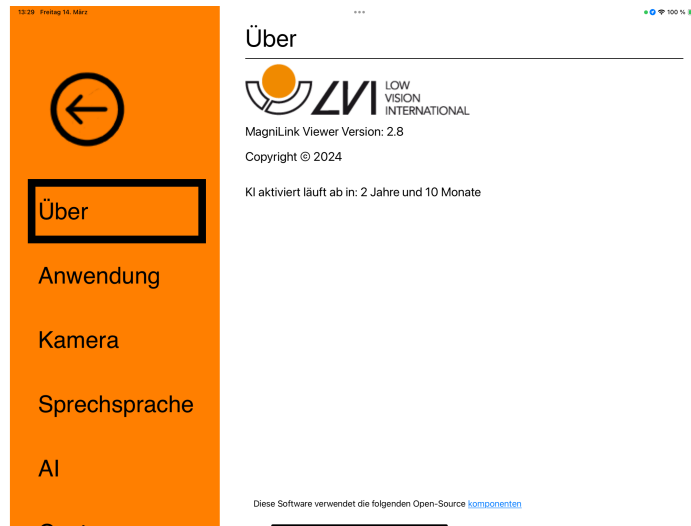 13:29 Freitag 14. März
100 %
Über
LVI LOW
VISION
INTERNATIONAL
MagniLink Viewer Version: 2.8
Copyright © 2024
KI aktiviert läuft ab in: 2 Jahre und 10 Monate
Über
Anwendung
Kamera
Sprechsprache
AI
Diese Software verwendet die folgenden Open-Source komponenten